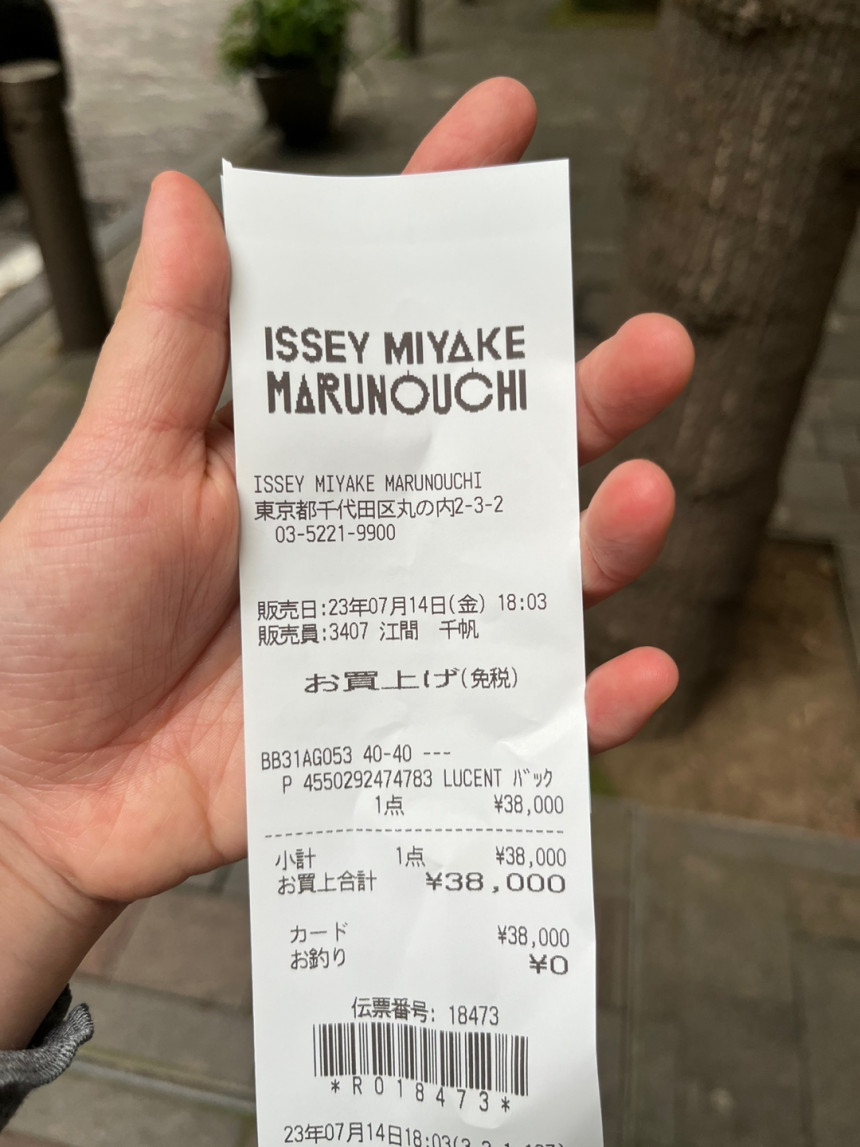 ISSEY MIYAKE
MARUNOUCHI
ISSEY MIYAKE MARUNOUCHI
東京都千代田区丸の内2-3-2
03-5221-9900
販売日:23年07月14日(金) 18:03
販売員:3407 江間 千帆
お買上げ(免税)
BB31AG053 40-40 ---
P 4550292474783 LUCENT バック
1点 ¥38,000
小計 1点 ¥38,000
お買上合計 ¥38,000
カード ¥38,000
お釣り ¥0
伝票番号: 18473
*R018473*
23年07月14日18:03